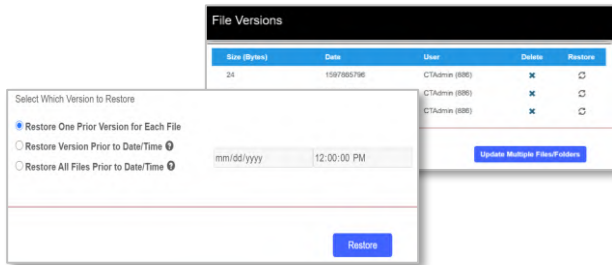 File Versions
Size (Bytes) Date User Delete Restore
24 1597885796 CTAdmin (686)
CTAdmin (686)
CTAdmin (686)
Update Multiple Files/Folders
Select Which Version to Restore
Restore One Prior Version for Each File
Restore Version Prior to Date/Time
Restore All Files Prior to Date/Time
mm/dd/yyyy 12:00:00 PM
Restore